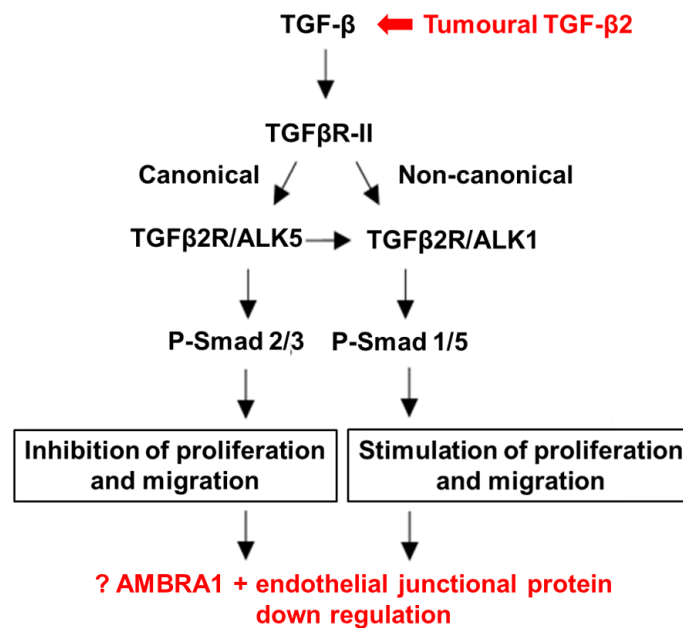 TGF-β Tumoural TGF-β2
TGFβR-II
Canonical Non-canonical
TGFβ2R/ALK5 TGFβ2R/ALK1
P-Smad 2/3 P-Smad 1/5
Inhibition of proliferation
and migration
Stimulation of proliferation
and migration
? AMBRA1 + endothelial junctional protein
down regulation